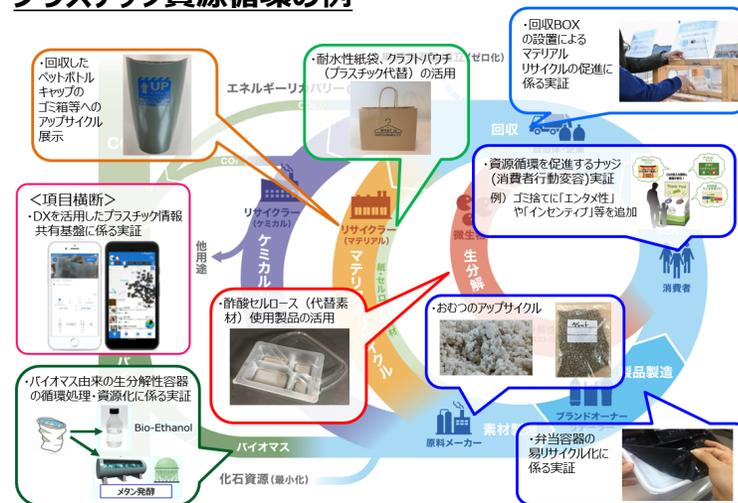 プラスチック資源循環の例
・回収した
ペットボトル
キャップの
ゴミ箱等への
アップサイクル
展示
UP
・耐水性紙袋、クラフトパウチ
（プラスチック代替）の活用
（ゼロ化）
・回収BOX
の設置による
マテリアル
リサイクルの促進に
係る実証
エネルギーリカバリー
回収
・資源循環を促進するナッジ
（消費者行動変容）実証
例） ゴミ捨てに「エンタメ性」
や「インセンティブ」等を追加
＜項目横断＞
・DXを活用したプラスチック情報
共有基盤に係る実証
リサイクラー
（ケミカル）
リサイクラー
（マテリアル）
微生物
生分解
他用途
ケミカル
マテリ
紙・セルロ
消費者
・酢酸セルロース（代替素
材）使用製品の活用
・おむつのアップサイクル
イクル
製品製造
・バイオマス由来の生分解性容器
の循環処理・資源化に係る実証
Bio-Ethanol
メタン発酵
バイオマス
化石資源（最小化）
原料メーカー
素材
ブランドオーナー
・弁当容器の
易リサイクル化に
係る実証